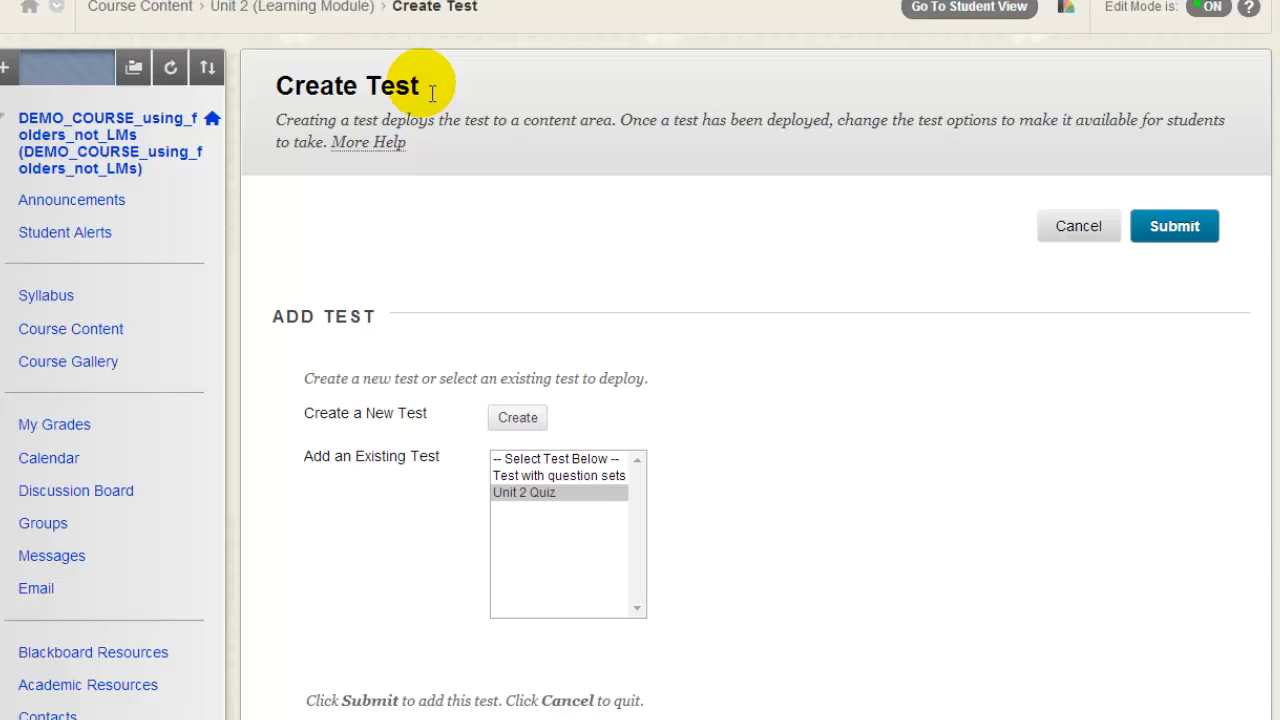 Course Content › Unit 2 (Learning Module) › Create Test
Go To Student View
Edit Mode is: ON ?
DEMO_COURSE_using_f
olders_not_LMs
(DEMO_COURSE_using_f
olders_not_LMs)
Announcements
Student Alerts
Syllabus
Course Content
Course Gallery
My Grades
Calendar
Discussion Board
Groups
Messages
Email
Blackboard Resources
Academic Resources
Contacts
Create Test
Creating a test deploys the test to a content area. Once a test has been deployed, change the test options to make it available for students
to take. More Help
Cancel Submit
ADD TEST
Create a new test or select an existing test to deploy.
Create a New Test Create
Add an Existing Test
-- Select Test Below --
Test with question sets
Unit 2 Quiz
Click Submit to add this test. Click Cancel to quit.